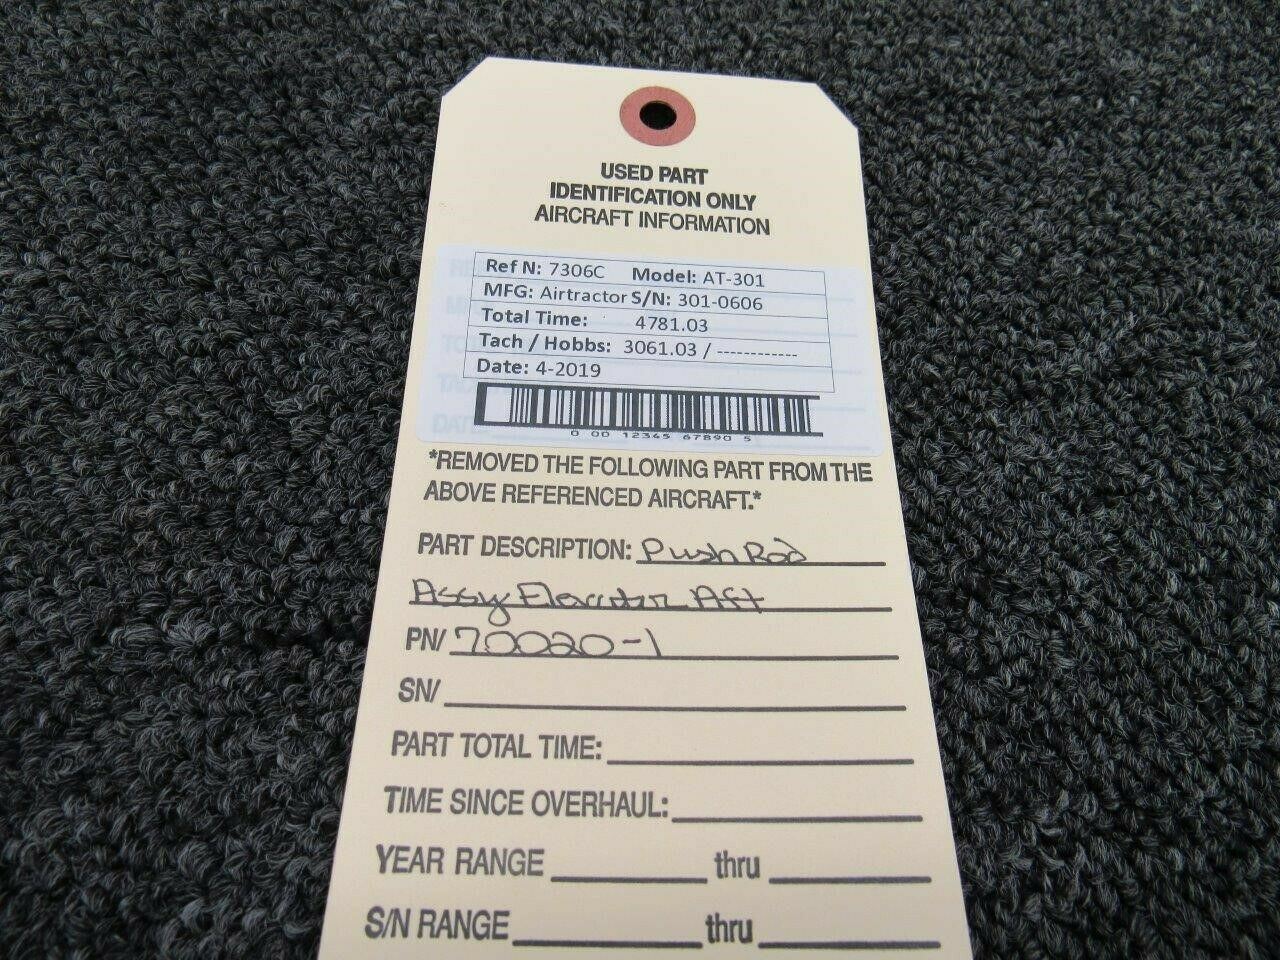 USED PART
IDENTIFICATION ONLY
AIRCRAFT INFORMATION
Ref N: 7306C Model: AT-301
MFG: Airtractor S/N: 301-0606
Total Time: 4781.03
Tach / Hobbs: 3061.03 / ------------
Date: 4-2019
0 00 12345 67890 5
*REMOVED THE FOLLOWING PART FROM THE
ABOVE REFERENCED AIRCRAFT.*
PART DESCRIPTION: Push Rod
Assy Elevator Aft
PN/ 70020-1
SN/
PART TOTAL TIME:
TIME SINCE OVERHAUL:
YEAR RANGE thru
S/N RANGE thru